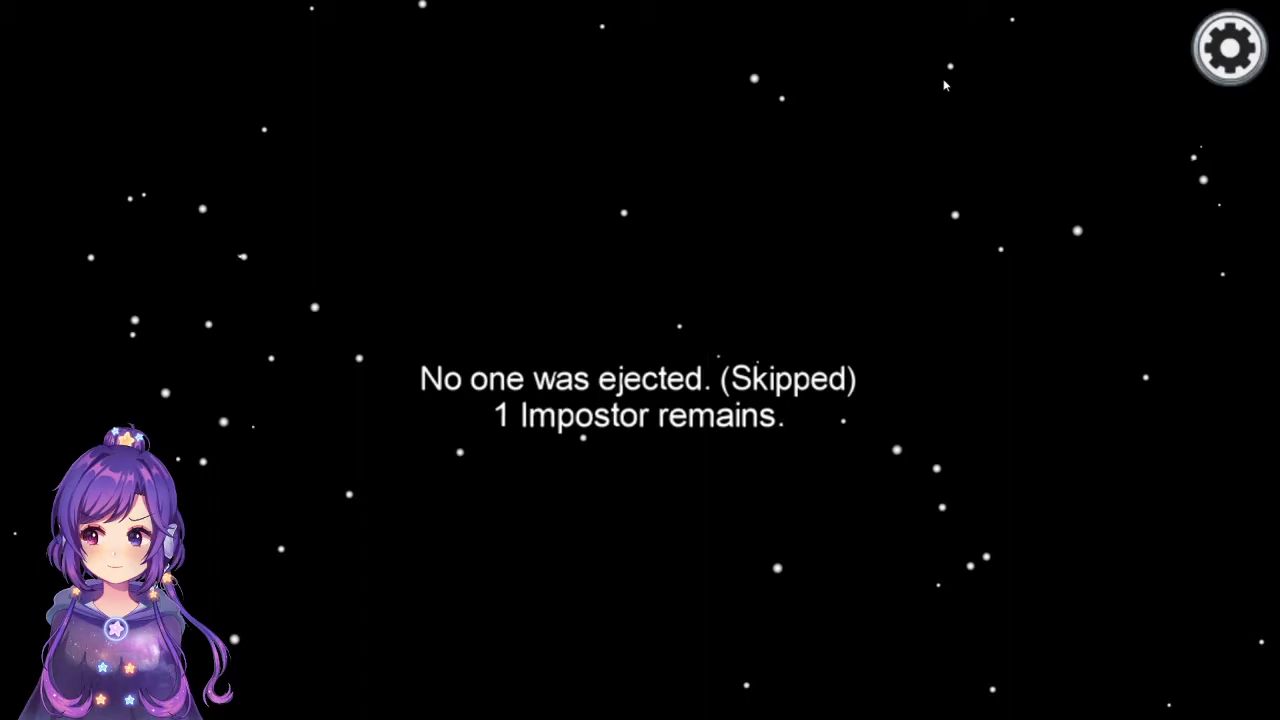 No one was ejected. (Skipped)
1 Impostor remains.